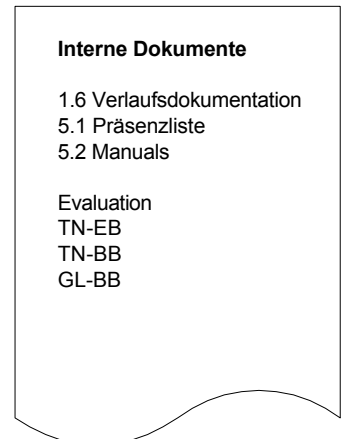 Interne Dokumente
1.6 Verlaufsdokumentation
5.1 Präsenzliste
5.2 Manuals
Evaluation
TN-EB
TN-BB
GL-BB